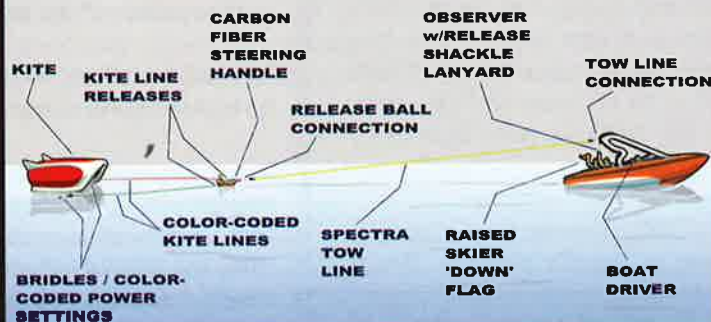 KITE
KITE LINE
RELEASES
CARBON
FIBER
STEERING
HANDLE
RELEASE BALL
CONNECTION
OBSERVER
w/RELEASE
SHACKLE
LANYARD
TOW LINE
CONNECTION
COLOR-CODED
KITE LINES
BRIDLES / COLOR-
CODED POWER
SETTINGS
SPECTRA
TOW
LINE
RAISED
SKIER
'DOWN'
FLAG
BOAT
DRIVER